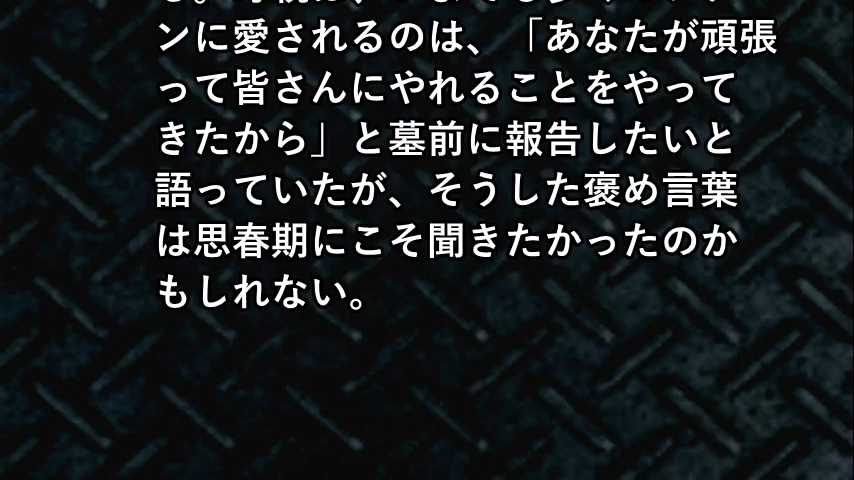 ンに愛されるのは、「あなたが頑張
って皆さんにやれることをやって
きたから」と墓前に報告したいと
語っていたが、そうした褒め言葉
は思春期にこそ聞きたかったのか
もしれない。